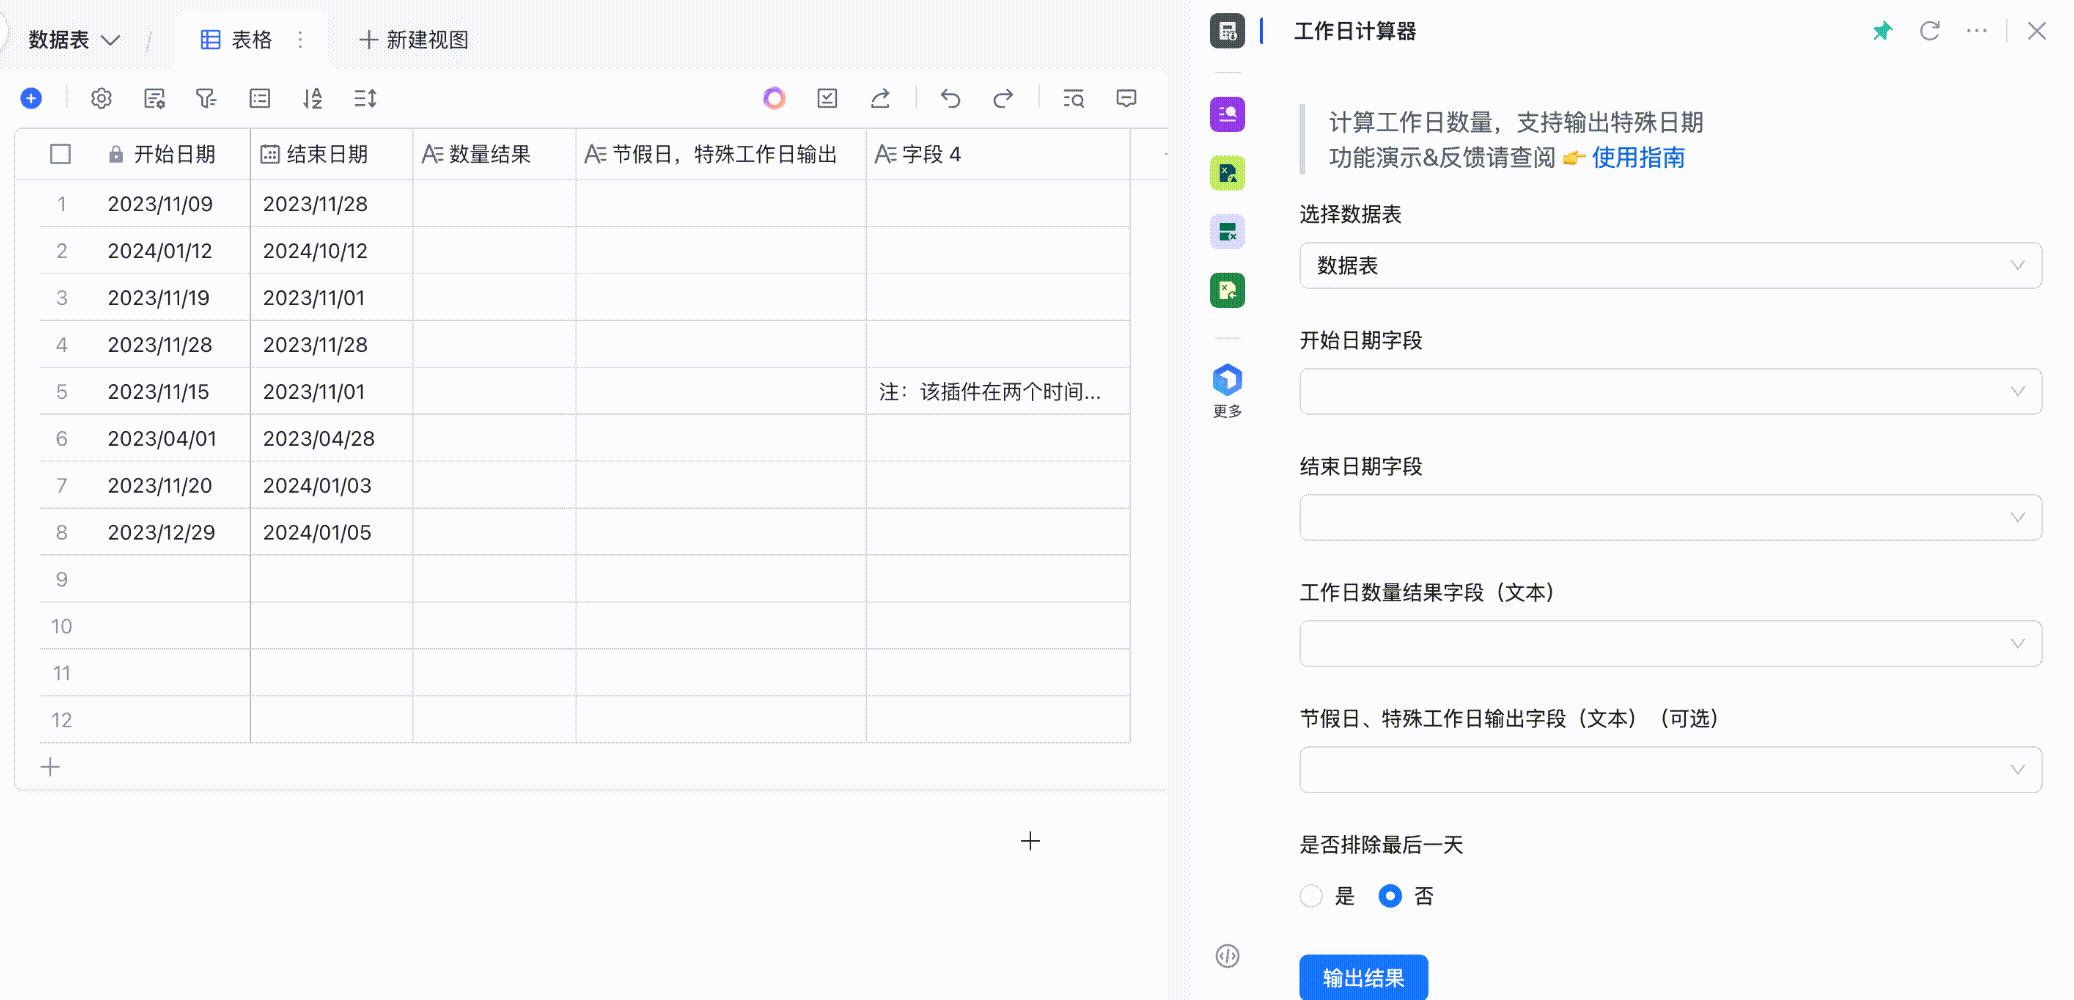 数据表
表格
新建视图
开始日期 结束日期 数量结果 节假日，特殊工作日输出 字段 4
1 2023/11/09 2023/11/28
2 2024/01/12 2024/10/12
3 2023/11/19 2023/11/01
4 2023/11/28 2023/11/28
5 2023/11/15 2023/11/01 注：该插件在两个时间...
6 2023/04/01 2023/04/28
7 2023/11/20 2024/01/03
8 2023/12/29 2024/01/05
9
10
11
12
更多
工作日计算器
计算工作日数量，支持输出特殊日期
功能演示&反馈请查阅 👉 使用指南
选择数据表
数据表
开始日期字段
结束日期字段
工作日数量结果字段（文本）
节假日、特殊工作日输出字段（文本）（可选）
是否排除最后一天
是 否
输出结果